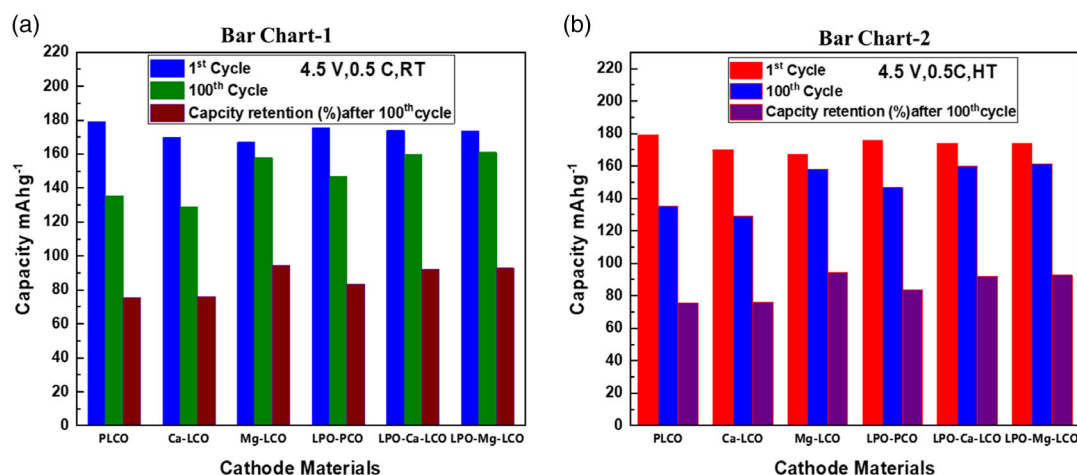 (a)
Bar Chart-1
220
200
180
160
140
120
100
80
60
40
20
0
Capacity mAhg-1
1st Cycle
4.5 V,0.5 C,RT
100th Cycle
Capcity retention (%)after 100thcycle
PLCO
Ca-LCO
Mg-LCO
LPO-PCO
LPO-Ca-LCO
LPO-Mg-LCO
Cathode Materials
(b)
Bar Chart-2
220
200
180
160
140
120
100
80
60
40
20
0
Capacity mAhg-1
1st Cycle
4.5 V,0.5C,HT
100th Cycle
Capcity retention (%)after 100thcycle
PLCO
Ca-LCO
Mg-LCO
LPO-PCO
LPO-Ca-LCO
LPO-Mg-LCO
Cathode Materials